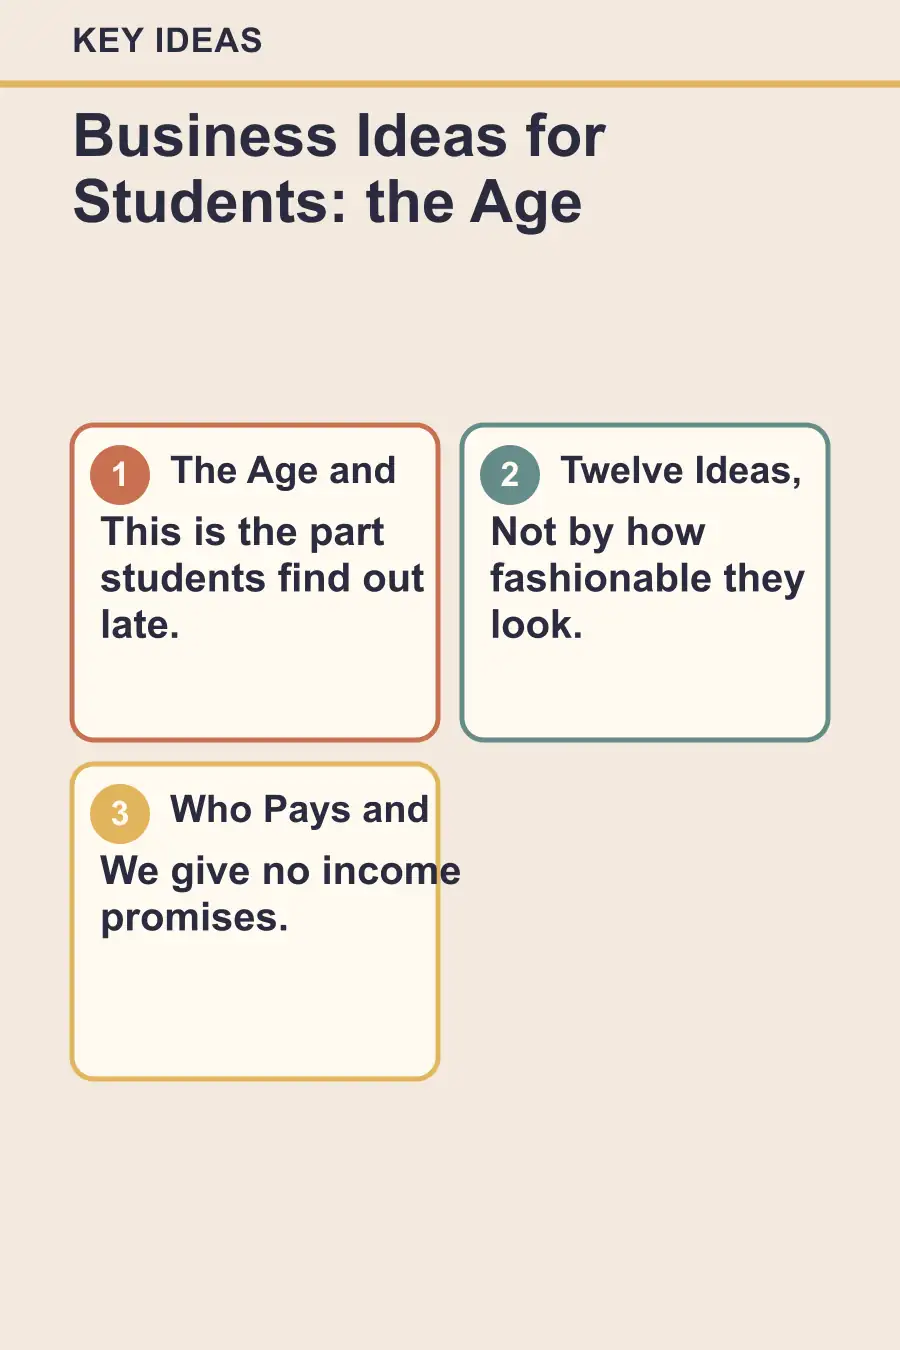 KEY IDEAS
Business Ideas for
Students: the Age
1
The Age and
This is the part
students find out
late.
2
Twelve Ideas,
Not by how
fashionable they
look.
3
Who Pays and
We give no income
promises.